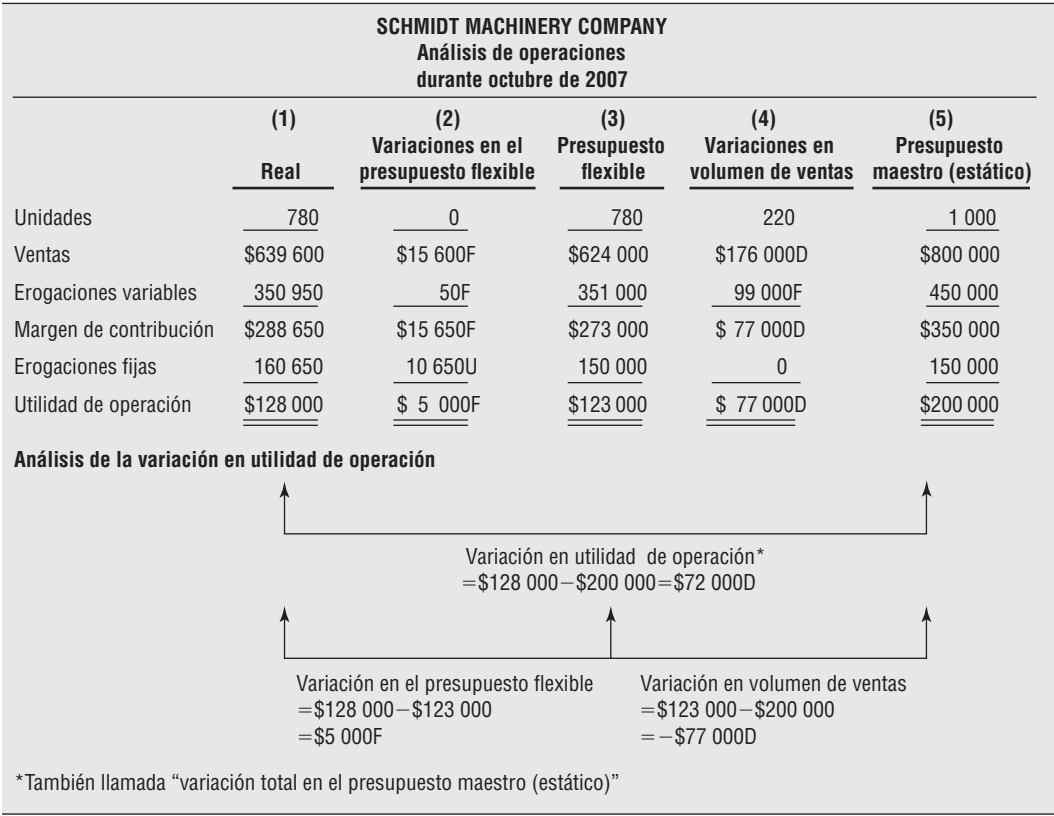 SCHMIDT MACHINERY COMPANY
Análisis de operaciones
durante octubre de 2007
(1) (2) (3) (4) (5)
Variaciones en el Presupuesto Variaciones en Presupuesto
Real presupuesto flexible flexible volumen de ventas maestro (estático)
Unidades 780 0 780 220 1 000
Ventas $639 600 $15 600F $624 000 $176 000D $800 000
Erogaciones variables 350 950 50F 351 000 99 000F 450 000
Margen de contribución $288 650 $15 650F $273 000 $ 77 000D $350 000
Erogaciones fijas 160 650 10 650U 150 000 0 150 000
Utilidad de operación $128 000 $ 5 000F $123 000 $ 77 000D $200 000
Análisis de la variación en utilidad de operación
Variación en utilidad de operación*
=$128 000−$200 000=$72 000D
Variación en el presupuesto flexible Variación en volumen de ventas
=$128 000−$123 000 =$123 000−$200 000
=$5 000F =−$77 000D
*También llamada “variación total en el presupuesto maestro (estático)”